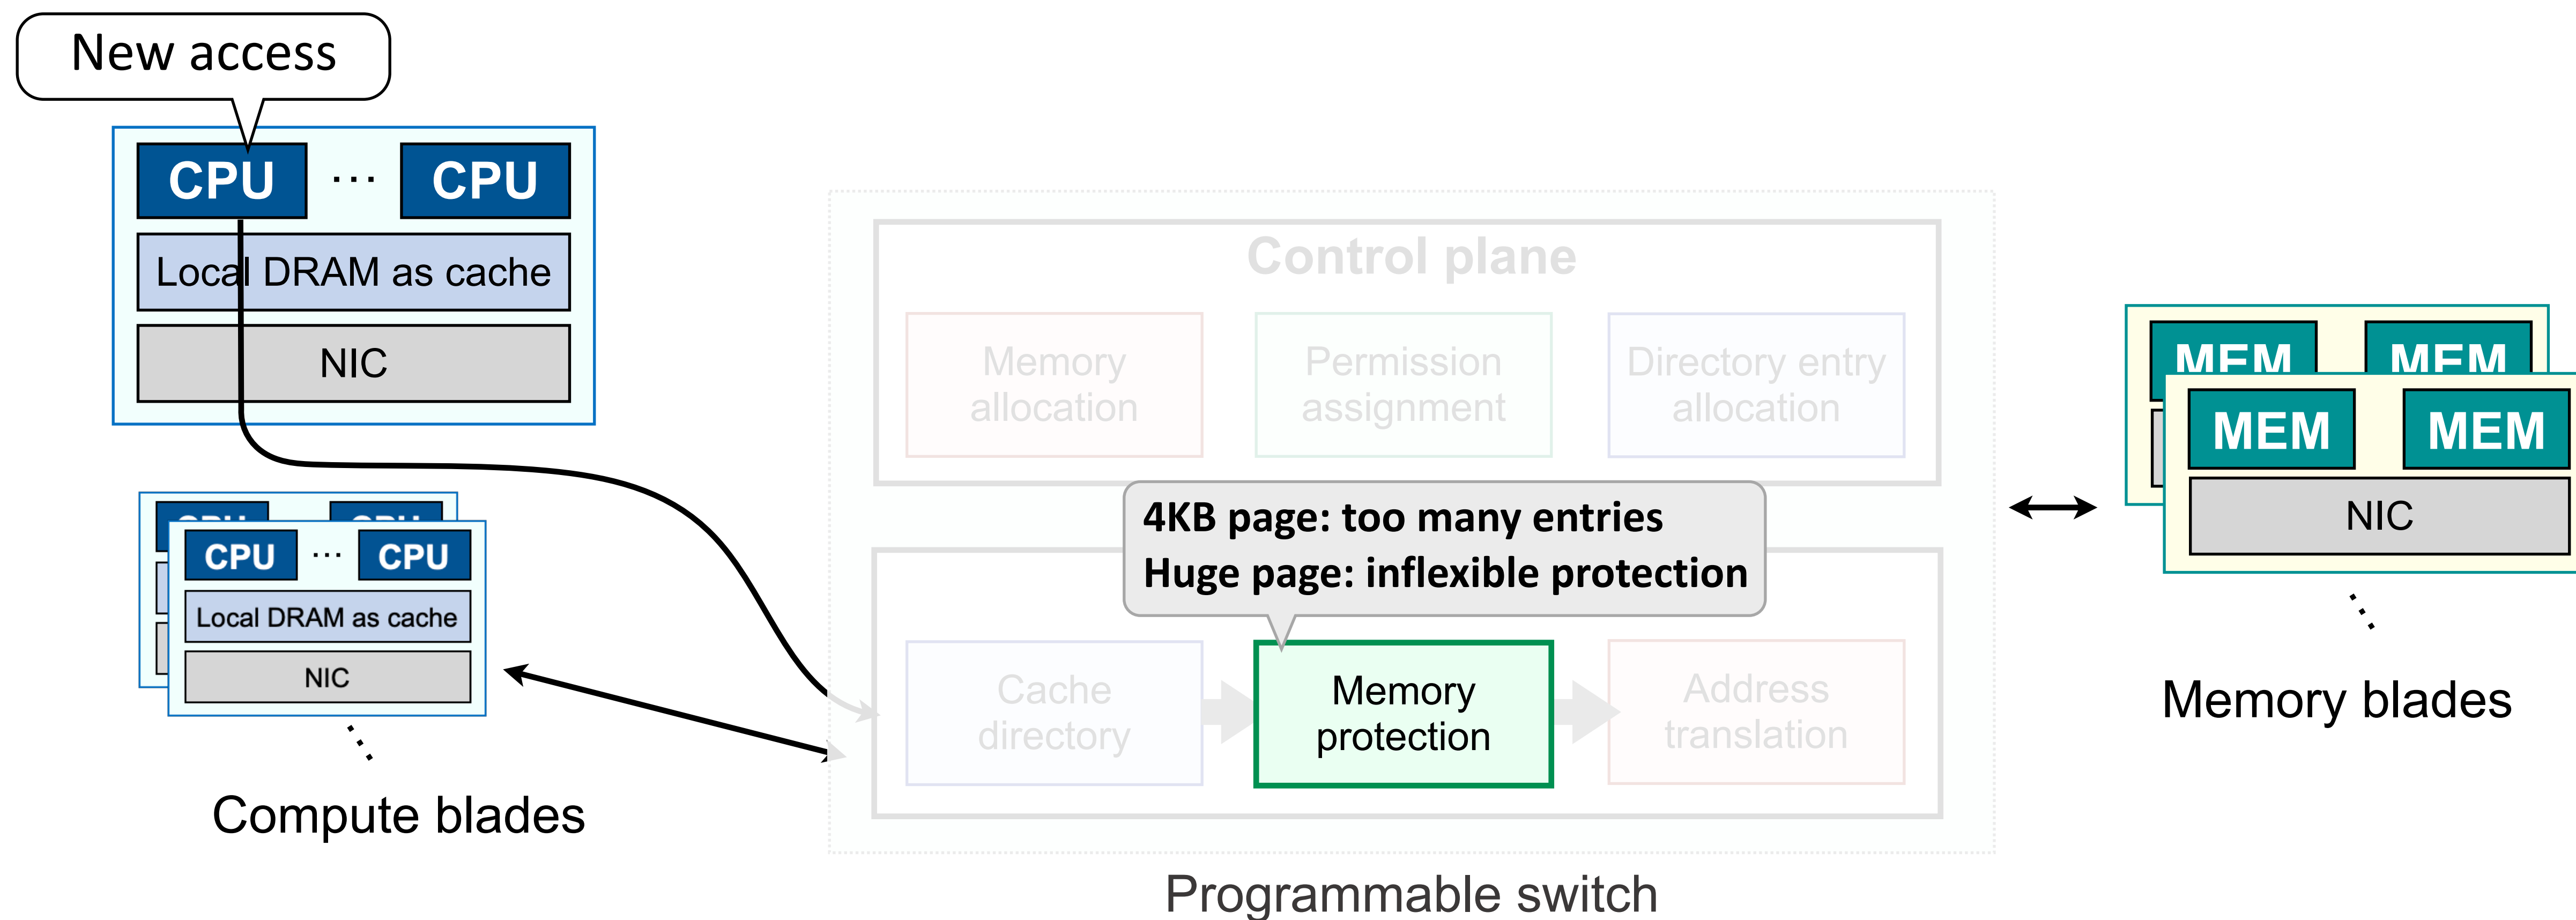 New access
CPU ... CPU
Local DRAM as cache
NIC
CPU CPU
CPU ... CPU
Local DRAM as cache
NIC
Compute blades
Control plane
Memory
allocation
Permission
assignment
Directory entry
allocation
4KB page: too many entries
Huge page: inflexible protection
Cache
directory
Memory
protection
Address
translation
Programmable switch
MEM MEM
MEM MEM
NIC
Memory blades